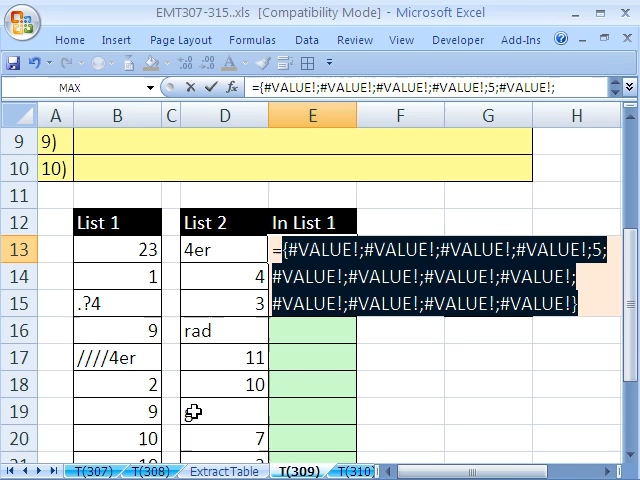 EMT307-315..xls [Compatibility Mode] - Microsoft Excel
Home Insert Page Layout Formulas Data Review View Developer Add-Ins
MAX ={#VALUE!;#VALUE!;#VALUE!;#VALUE!;5;#VALUE!;
A B C D E F G H
9 9)
10 10)
11
12 List 1 List 2 In List 1
13 23 4er ={#VALUE!;#VALUE!;#VALUE!;#VALUE!;5;
14 1 4 #VALUE!;#VALUE!;#VALUE!;#VALUE!;
15 .?4 3 #VALUE!;#VALUE!;#VALUE!;#VALUE!}
16 9 rad
17 ////4er 11
18 2 10
19 9
20 10 7
T(307) T(308) Extract Table T(309) T(310)